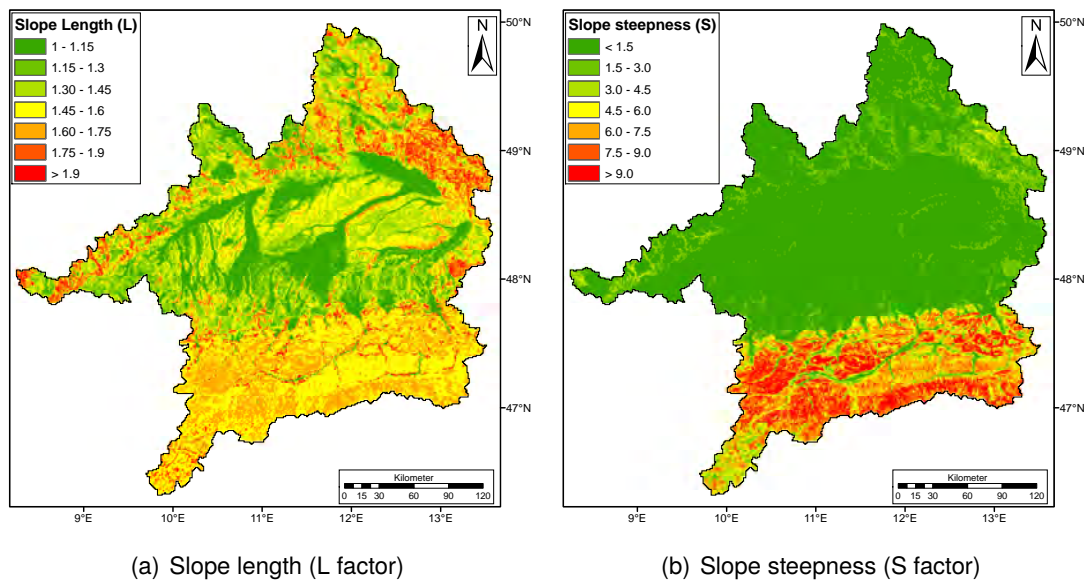 Slope Length (L)
1 - 1.15
1.15 - 1.3
1.30 - 1.45
1.45 - 1.6
1.60 - 1.75
1.75 - 1.9
> 1.9
N
50°N
49°N
48°N
47°N
Kilometer
0 15 30 60 90 120
9°E 10°E 11°E 12°E 13°E
(a) Slope length (L factor)
Slope steepness (S)
< 1.5
1.5 - 3.0
3.0 - 4.5
4.5 - 6.0
6.0 - 7.5
7.5 - 9.0
> 9.0
N
50°N
49°N
48°N
47°N
Kilometer
0 15 30 60 90 120
9°E 10°E 11°E 12°E 13°E
(b) Slope steepness (S factor)